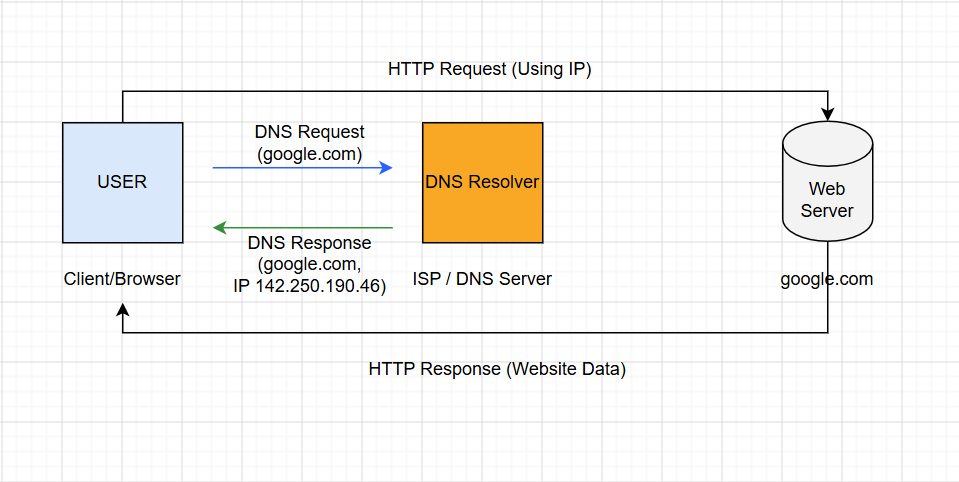 HTTP Request (Using IP)
DNS Request
(google.com)
USER
DNS Resolver
Web
Server
DNS Response
(google.com,
IP 142.250.190.46)
Client/Browser
ISP / DNS Server
google.com
HTTP Response (Website Data)